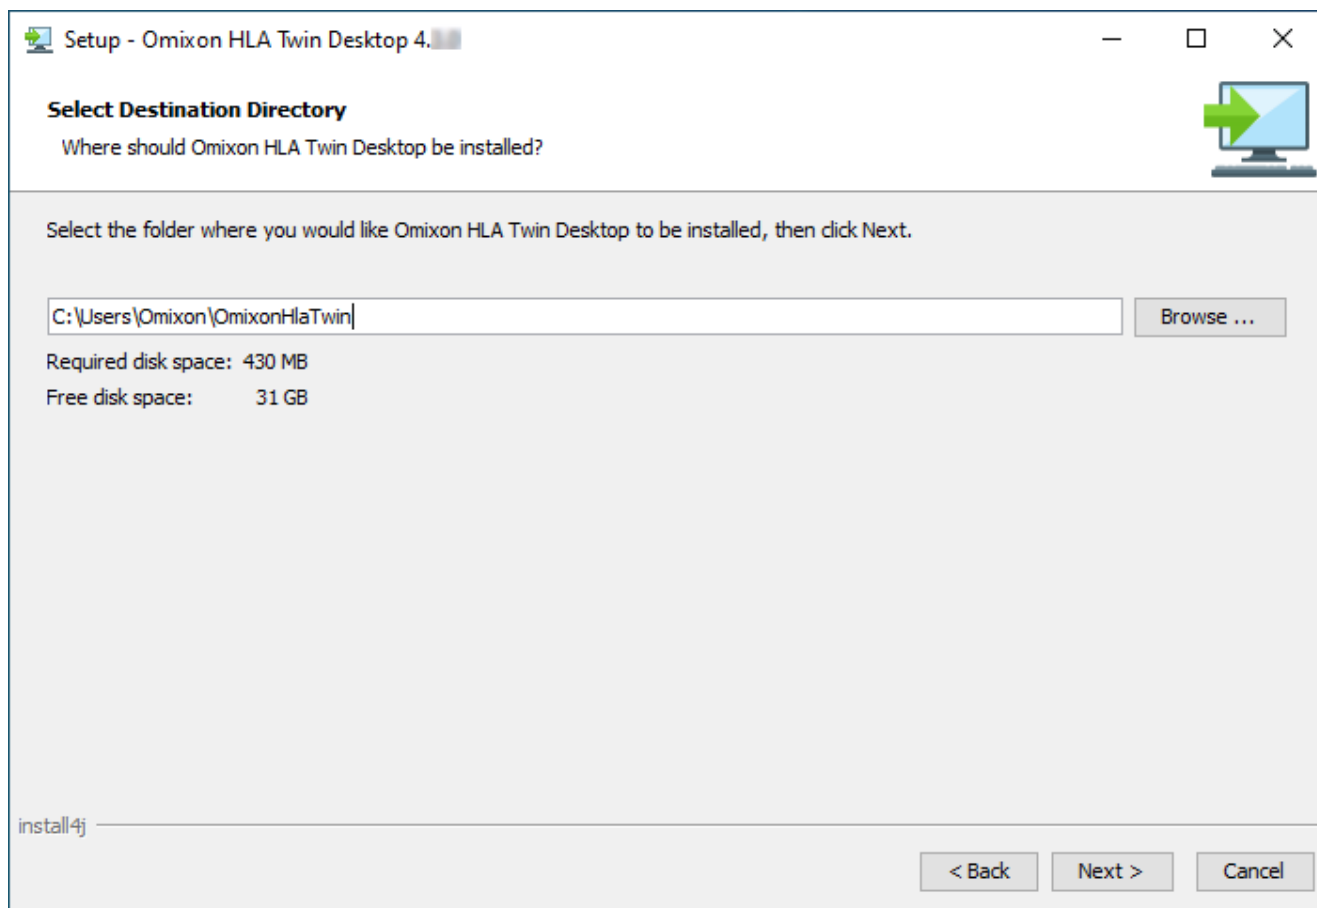 Setup - Omixon HLA Twin Desktop 4.
Select Destination Directory
Where should Omixon HLA Twin Desktop be installed?
Select the folder where you would like Omixon HLA Twin Desktop to be installed, then click Next.
C:\Users\Omixon\OmixonHlaTwin
Browse ...
Required disk space: 430 MB
Free disk space: 31 GB
install4j
< Back Next > Cancel